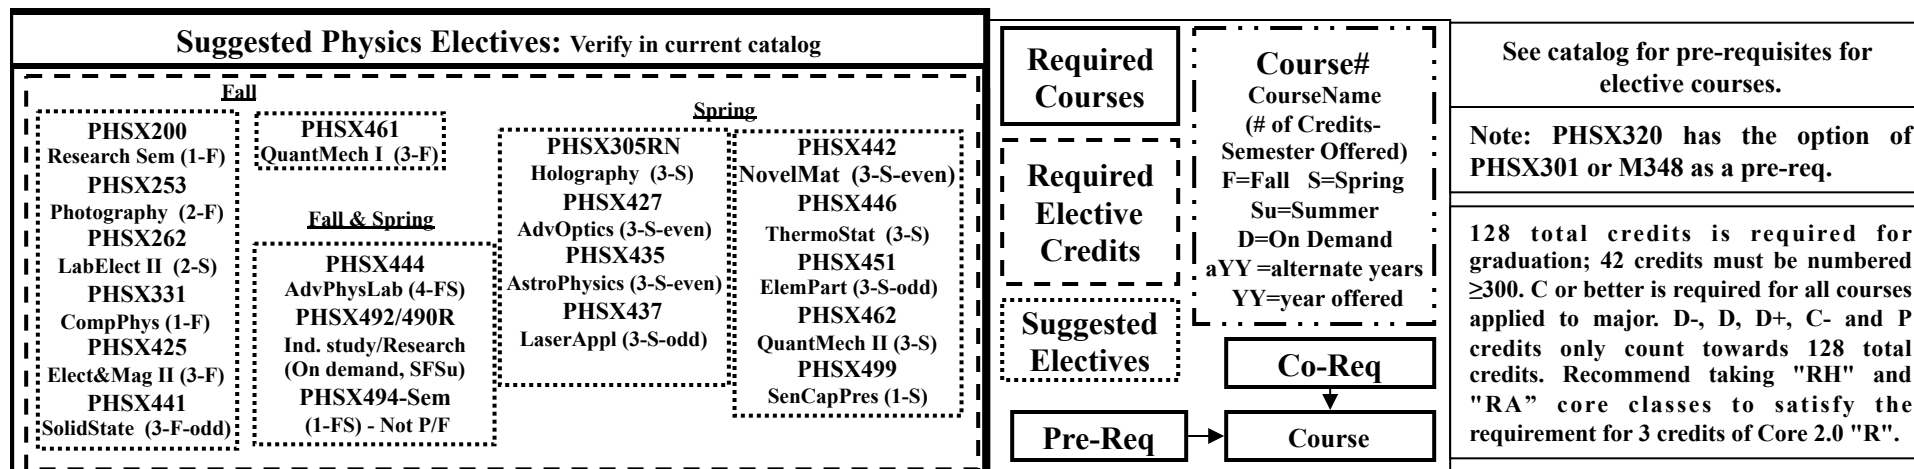 Suggested Physics Electives: Verify in current catalog
Fall
PHSX200
Research Sem (1-F)
PHSX253
Photography (2-F)
PHSX262
LabElect II (2-S)
PHSX331
CompPhys (1-F)
PHSX425
Elect&Mag II (3-F)
PHSX441
SolidState (3-F-odd)
PHSX461
QuantMech I (3-F)
Fall & Spring
PHSX444
AdvPhysLab (4-FS)
PHSX492/490R
Ind. study/Research
(On demand, SFSu)
PHSX494-Sem
(1-FS) - Not P/F
Spring
PHSX305RN
Holography (3-S)
PHSX427
AdvOptics (3-S-even)
PHSX435
AstroPhysics (3-S-even)
PHSX437
LaserAppl (3-S-odd)
PHSX442
NovelMat (3-S-even)
PHSX446
ThermoStat (3-S)
PHSX451
ElemPart (3-S-odd)
PHSX462
QuantMech II (3-S)
PHSX499
SenCapPres (1-S)
Required
Courses
Required
Elective
Credits
Suggested
Electives
Course#
CourseName
(# of Credits-
Semester Offered)
F=Fall S=Spring
Su=Summer
D=On Demand
aYY =alternate years
YY=year offered
Co-Req
Pre-Req
Course
See catalog for pre-requisites for
elective courses.
Note: PHSX320 has the option of
PHSX301 or M348 as a pre-req.
128 total credits is required for
graduation; 42 credits must be numbered
≥300. C or better is required for all courses
applied to major. D-, D, D+, C- and P
credits only count towards 128 total
credits. Recommend taking "RH" and
"RA” core classes to satisfy the
requirement for 3 credits of Core 2.0 "R".